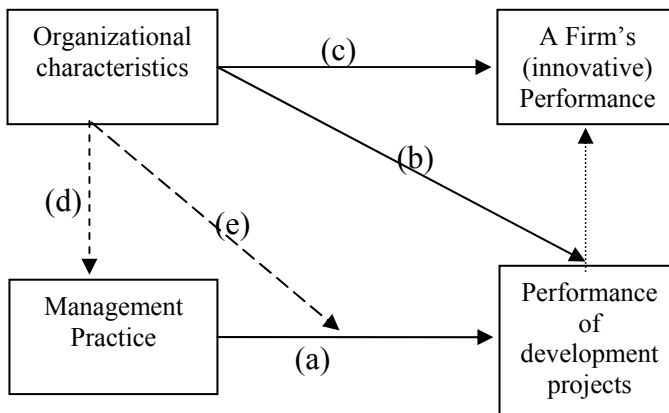 Organizational
characteristics
(c)
A Firm's
(innovative)
Performance
(b)
(d)
(e)
Management
Practice
(a)
Performance
of
development
projects